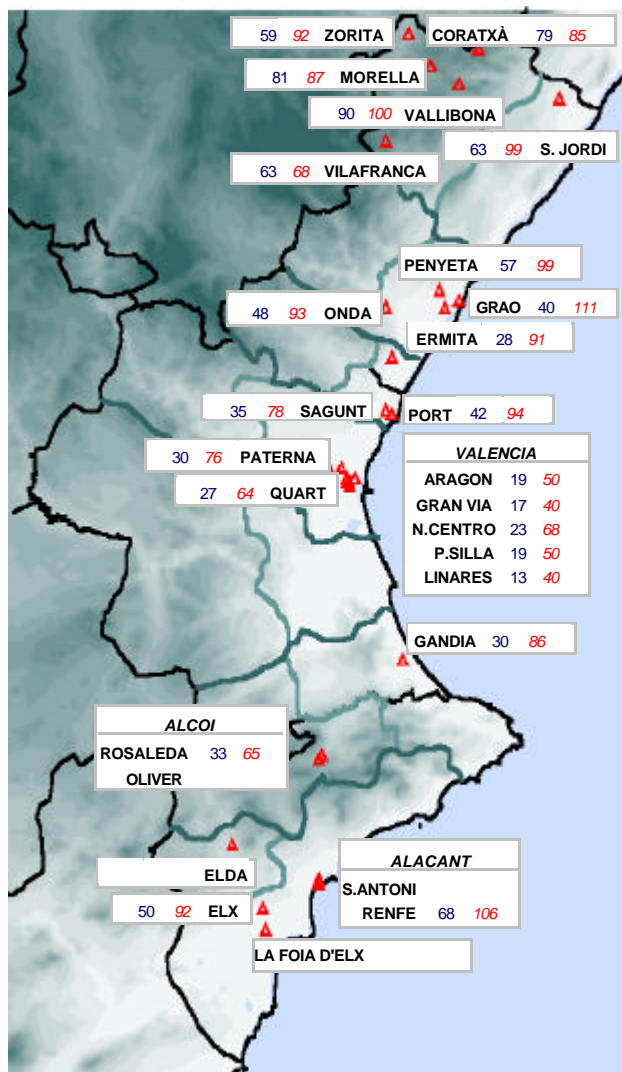 59 92 ZORITA
CORATXÀ 79 85
81 87 MORELLA
90 100 VALLIBONA
63 99 S. JORDI
63 68 VILAFRANCA
PENYETA 57 99
48 93 ONDA
GRAO 40 111
ERMITA 28 91
35 78 SAGUNT
PORT 42 94
30 76 PATERNA
27 64 QUART
VALENCIA
ARAGON 19 50
GRAN VIA 17 40
N.CENTRO 23 68
P.SILLA 19 50
LINARES 13 40
GANDIA 30 86
ALCOI
ROSALEDA 33 65
OLIVER
ELDA
50 92 ELX
ALACANT
S.ANTONI
RENFE 68 106
LA FOIA D'ELX